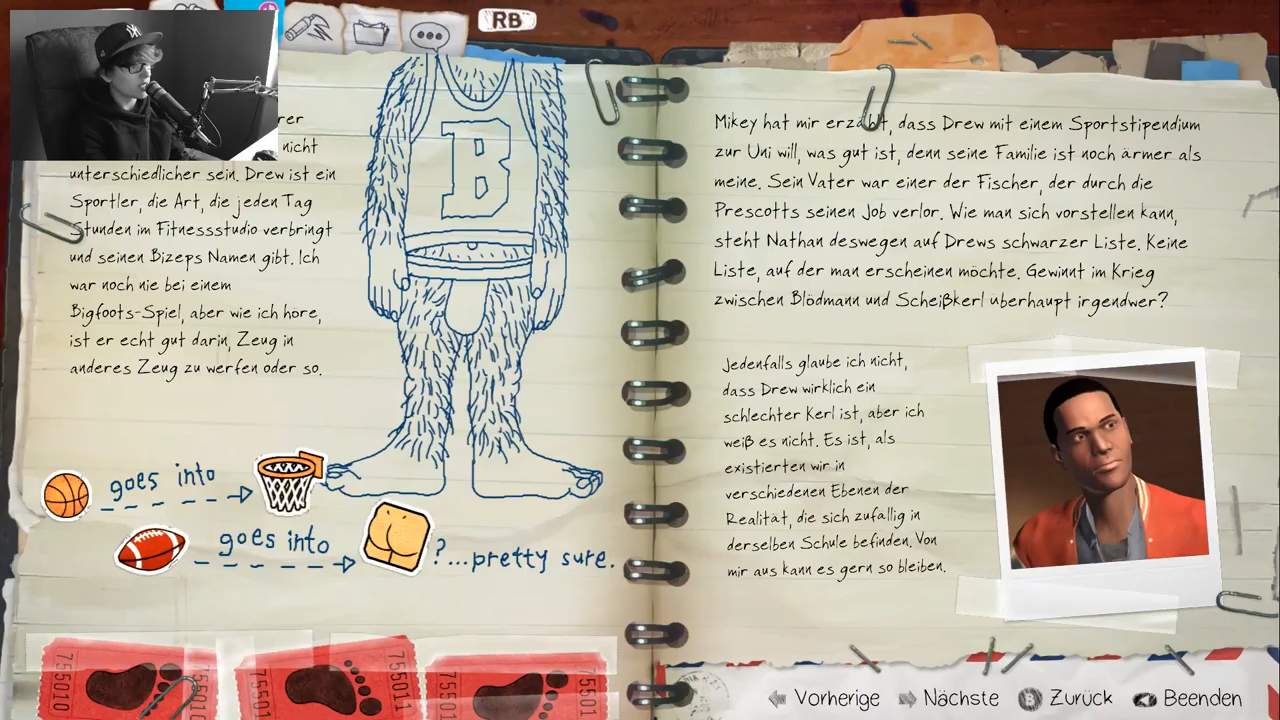 RB
rer
nicht
unterschiedlicher sein. Drew ist ein
Sportler, die Art, die jeden Tag
Stunden im Fitnessstudio verbringt
und seinen Bizeps Namen gibt. Ich
war noch nie bei einem
Bigfoots-Spiel, aber wie ich höre,
ist er echt gut darin, Zeug in
anderes Zeug zu werfen oder so.
B
goes into
goes into
?...pretty sure.
755010
755010
755011
755011
Mikey hat mir erzählt, dass Drew mit einem Sportstipendium
zur Uni will, was gut ist, denn seine Familie ist noch ärmer als
meine. Sein Vater war einer der Fischer, der durch die
Prescotts seinen Job verlor. Wie man sich vorstellen kann,
steht Nathan deswegen auf Drews schwarzer Liste. Keine
Liste, auf der man erscheinen möchte. Gewinnt im Krieg
zwischen Blödmann und Scheißkerl überhaupt irgendwer?
Jedenfalls glaube ich nicht,
dass Drew wirklich ein
schlechter Kerl ist, aber ich
weiß es nicht. Es ist, als
existierten wir in
verschiedenen Ebenen der
Realität, die sich zufällig in
derselben Schule befinden. Von
mir aus kann es gern so bleiben.
Vorherige Nächste B Zurück Beenden